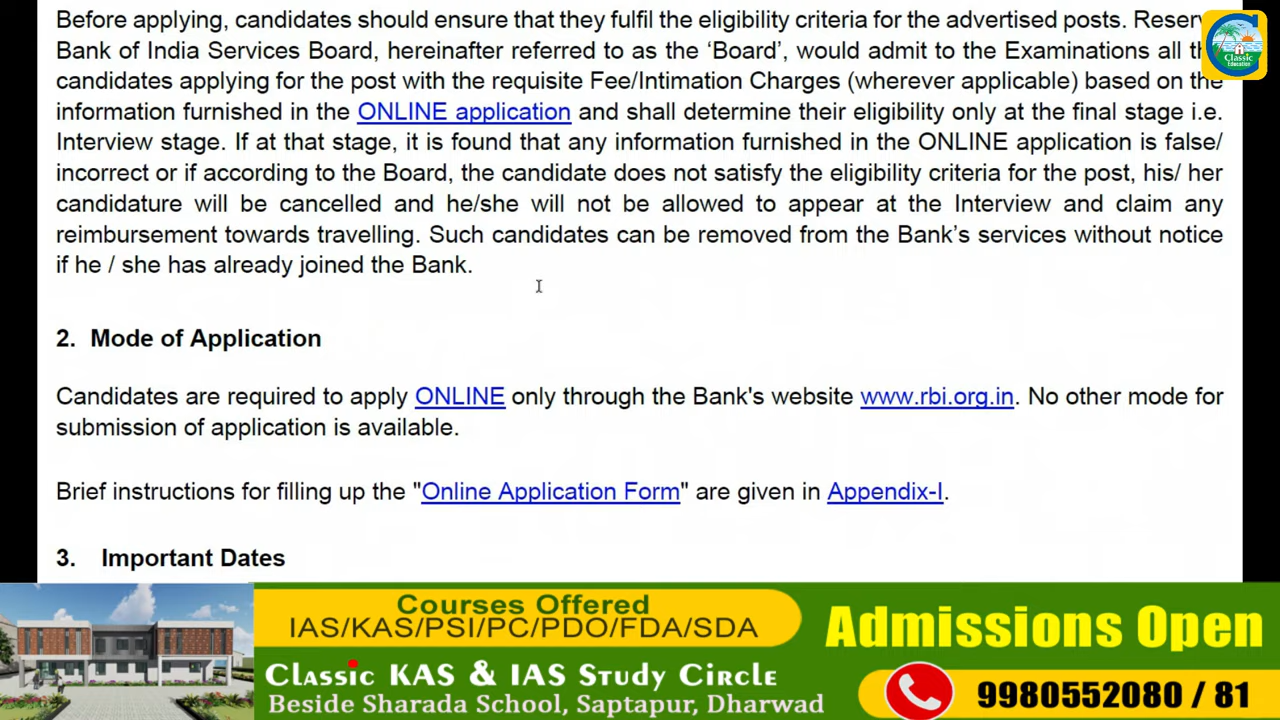 Before applying, candidates should ensure that they fulfil the eligibility criteria for the advertised posts. Reserv
Bank of India Services Board, hereinafter referred to as the ‘Board’, would admit to the Examinations all th
candidates applying for the post with the requisite Fee/Intimation Charges (wherever applicable) based on the
information furnished in the ONLINE application and shall determine their eligibility only at the final stage i.e.
Interview stage. If at that stage, it is found that any information furnished in the ONLINE application is false/
incorrect or if according to the Board, the candidate does not satisfy the eligibility criteria for the post, his/ her
candidature will be cancelled and he/she will not be allowed to appear at the Interview and claim any
reimbursement towards travelling. Such candidates can be removed from the Bank’s services without notice
if he / she has already joined the Bank.
2. Mode of Application
Candidates are required to apply ONLINE only through the Bank's website www.rbi.org.in. No other mode for
submission of application is available.
Brief instructions for filling up the "Online Application Form" are given in Appendix-I.
3. Important Dates
Classic
Education
Courses Offered
IAS/KAS/PSI/PC/PDO/FDA/SDA
Classic KAS & IAS Study Circle
Beside Sharada School, Saptapur, Dharwad
Admissions Open
9980552080 / 81